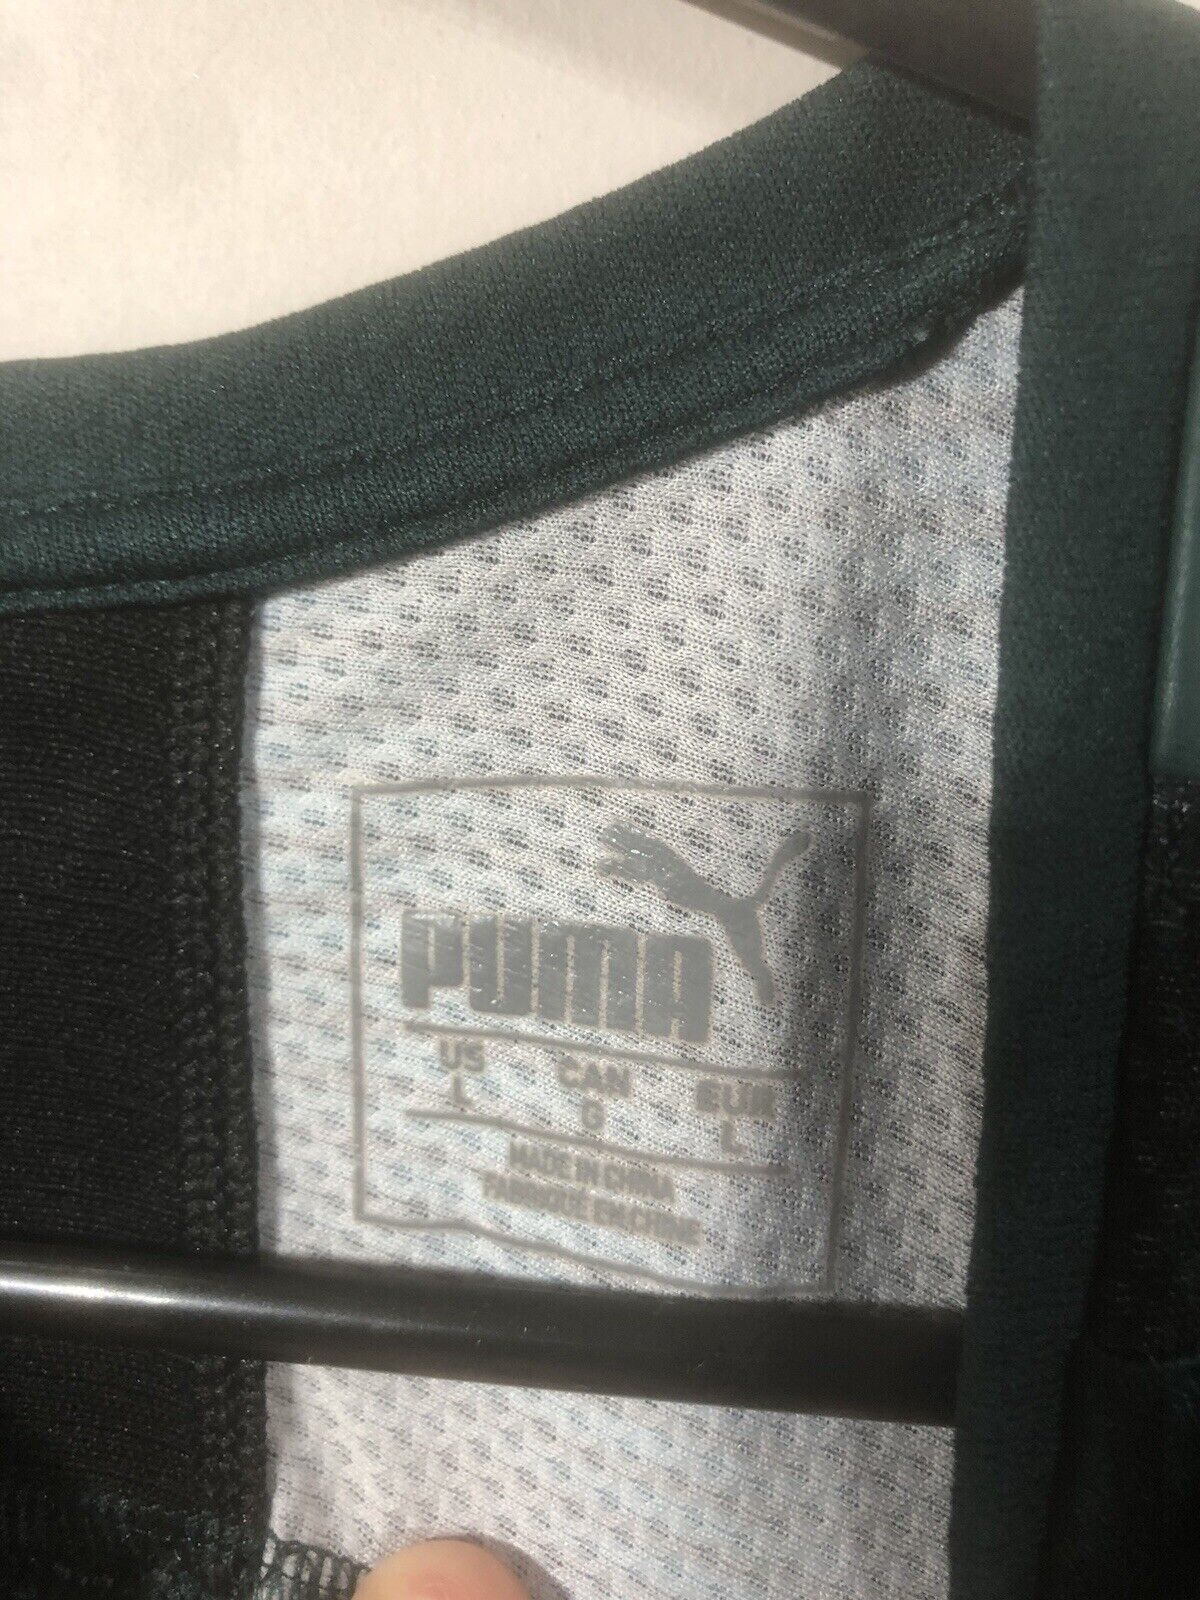 PUMA
US CAN EUR
L G L
MADE IN CHINA
FABRIQUÉ EN CHINE